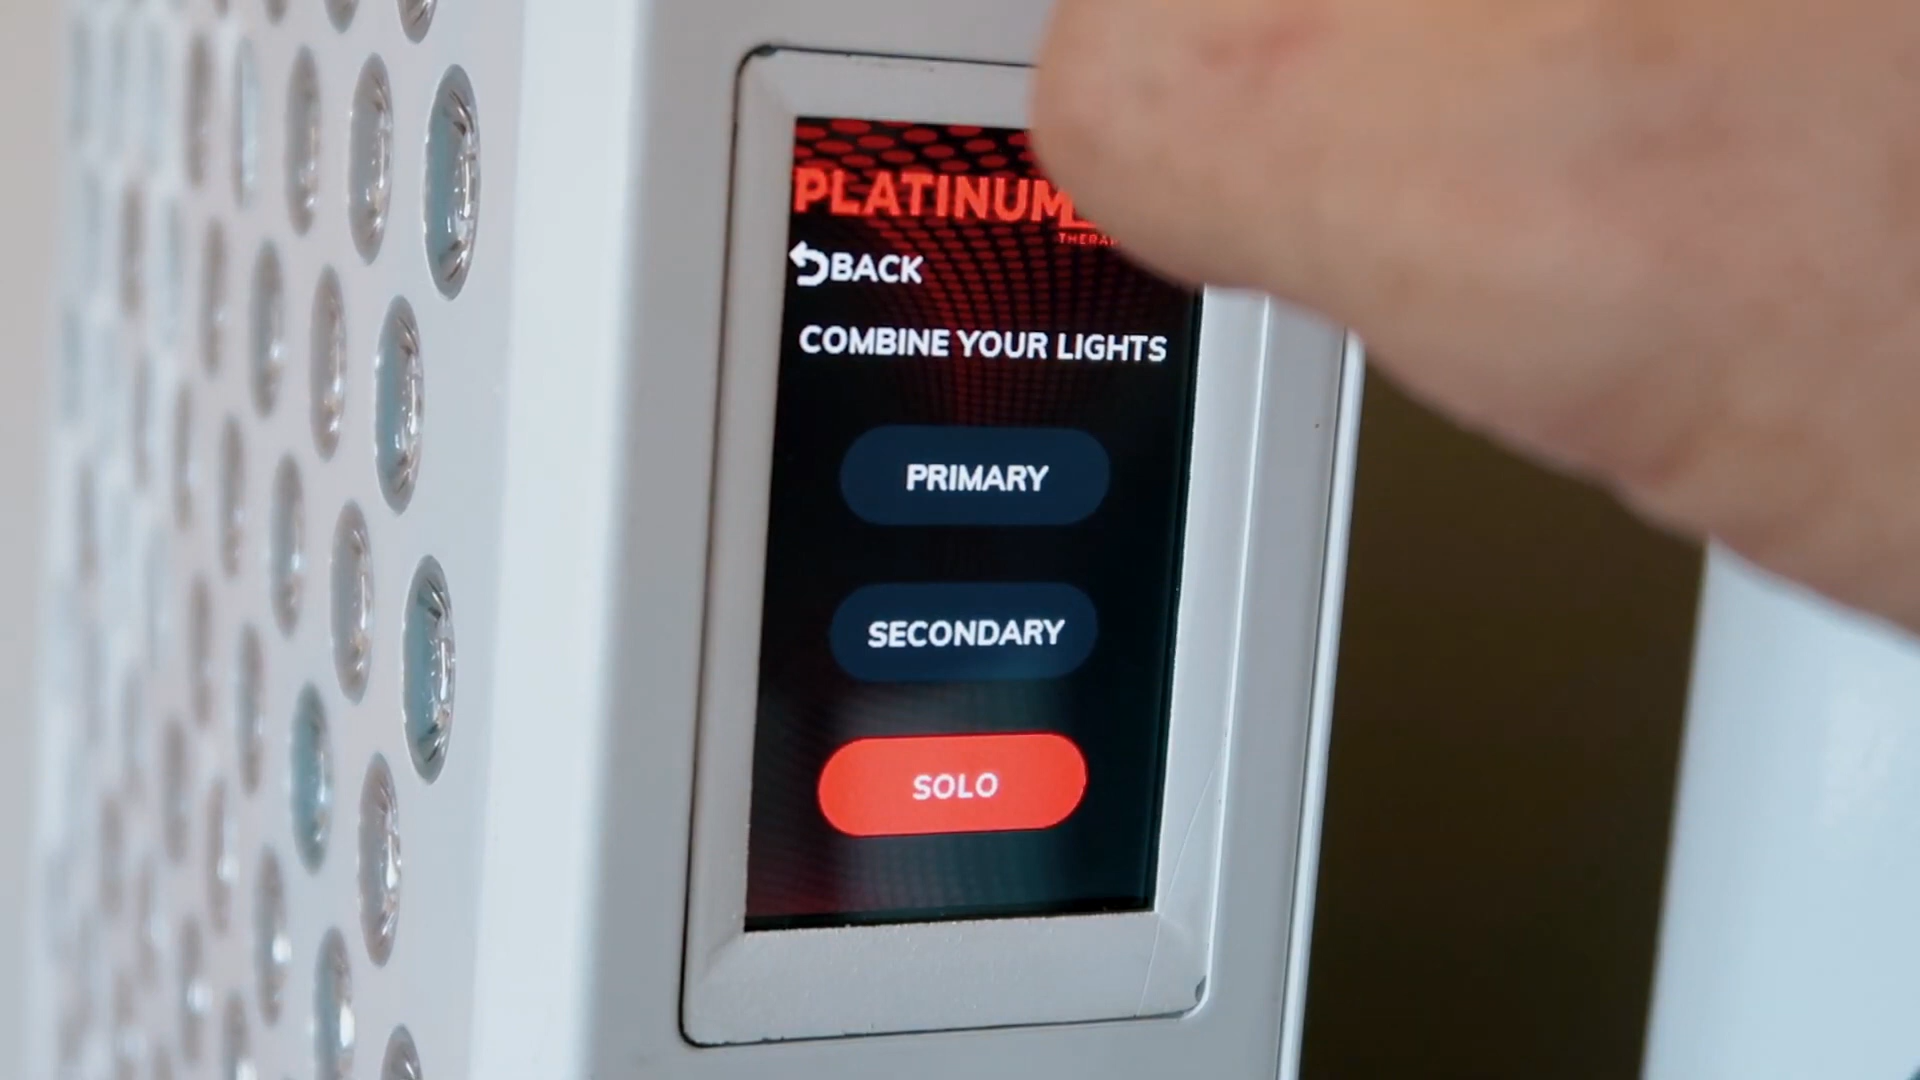 PLATINUM
BACK
COMBINE YOUR LIGHTS
PRIMARY
SECONDARY
SOLO